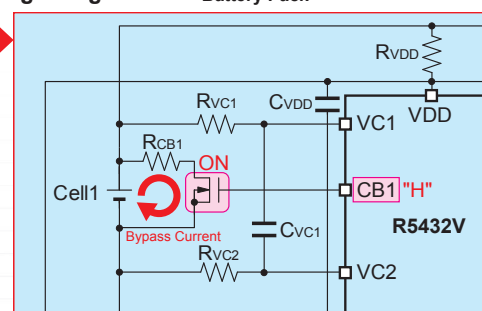 Battery Pack
RVDD
RVC1
CVDD
VDD
VC1
RCB1
ON
Cell1
CB1 "H"
R5432V
Bypass Current
CVC1
RVC2
VC2